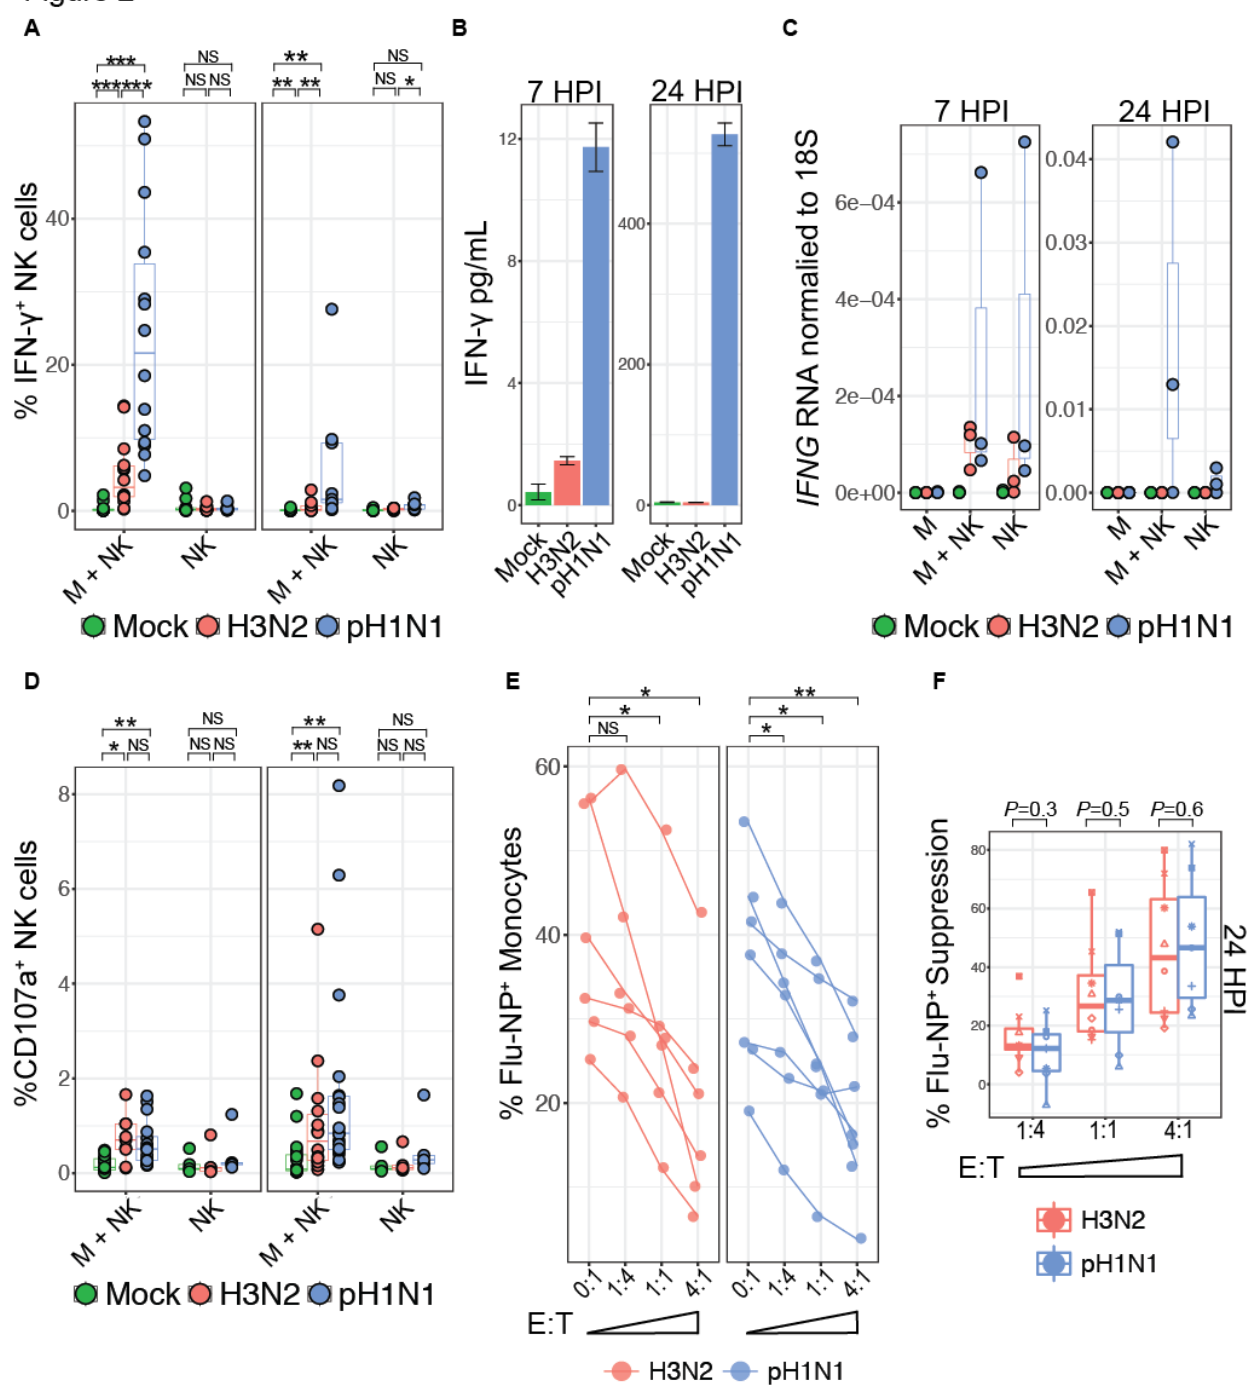 A
B
C
*** NS ** NS
*** *** NS NS ** ** NS *
% IFN-γ⁺ NK cells
40
20
0
M + NK NK M + NK NK
Mock H3N2 pH1N1
7 HPI 24 HPI
IFN-γ pg/mL
12
8
4
0
400
200
0
Mock H3N2 pH1N1 Mock H3N2 pH1N1
7 HPI 24 HPI
IFNG RNA normalied to 18S
6e−04
4e−04
2e−04
0e+00
0.04
0.03
0.02
0.01
0.00
M M + NK NK M M + NK NK
Mock H3N2 pH1N1
D
E
F
** NS ** NS
* NS NS NS ** NS NS NS
%CD107a⁺ NK cells
8
6
4
2
0
M + NK NK M + NK NK
Mock H3N2 pH1N1
* **
* *
NS *
% Flu-NP⁺ Monocytes
60
40
20
0:1 1:4 1:1 4:1 0:1 1:4 1:1 4:1
E:T
H3N2 pH1N1
P=0.3 P=0.5 P=0.6
% Flu-NP⁺ Suppression
80
60
40
20
0
24 HPI
1:4 1:1 4:1
E:T
H3N2
pH1N1